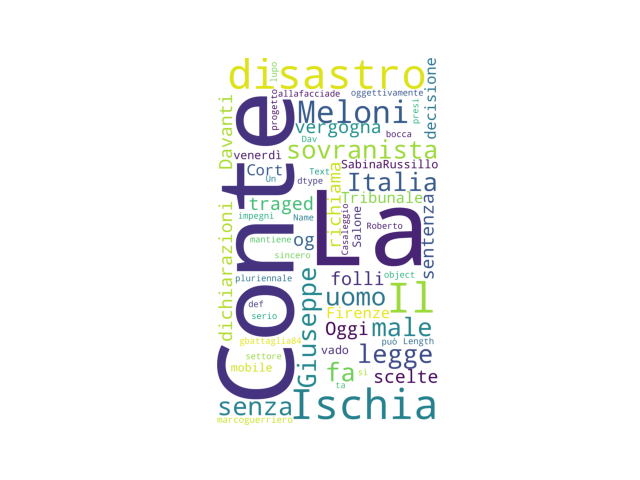 disastro
lupo
allafacciade
oggettivamente
decisione
progetto
Meloni
presi
Davanti
Conte
vergogna
bocca
Dav
sovranista
venerdì
Cort
Un
Text
dtype
richiama
SabinaRussillo
Italia
traged
La
Tribunale
impegni
Name
Casaleggio
Salone
Roberto
sentenza
dichiarazioni
mantiene
og
sincero
pluriennale
Giuseppe
folli
object
def
serio
uomo
Il
Firenze
Oggi
male
gbattaglia84
vado
può Length
settore
legge
mobile
fa
si
scelte
ta
senza
Ischia
marcoguerriero